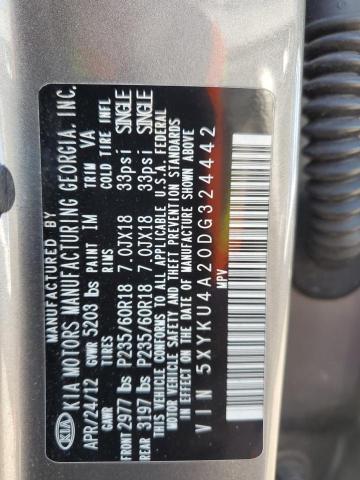 MANUFACTURED BY
KIA KIA MOTORS MANUFACTURING GEORGIA, INC.
APR/24/12 PAINT IM TRIM VA
GVWR 5203 lbs
GAWR TIRES RIMS COLD TIRE INFL
FRONT 2977 lbs P235/60R18 7.0JX18 33psi SINGLE
REAR 3197 lbs P235/60R18 7.0JX18 33psi SINGLE
THIS VEHICLE CONFORMS TO ALL APPLICABLE U.S.A. FEDERAL
MOTOR VEHICLE SAFETY AND THEFT PREVENTION STANDARDS
IN EFFECT ON THE DATE OF MANUFACTURE SHOWN
ABOVE.
VIN 5XYKU4A20DG324442
MPV